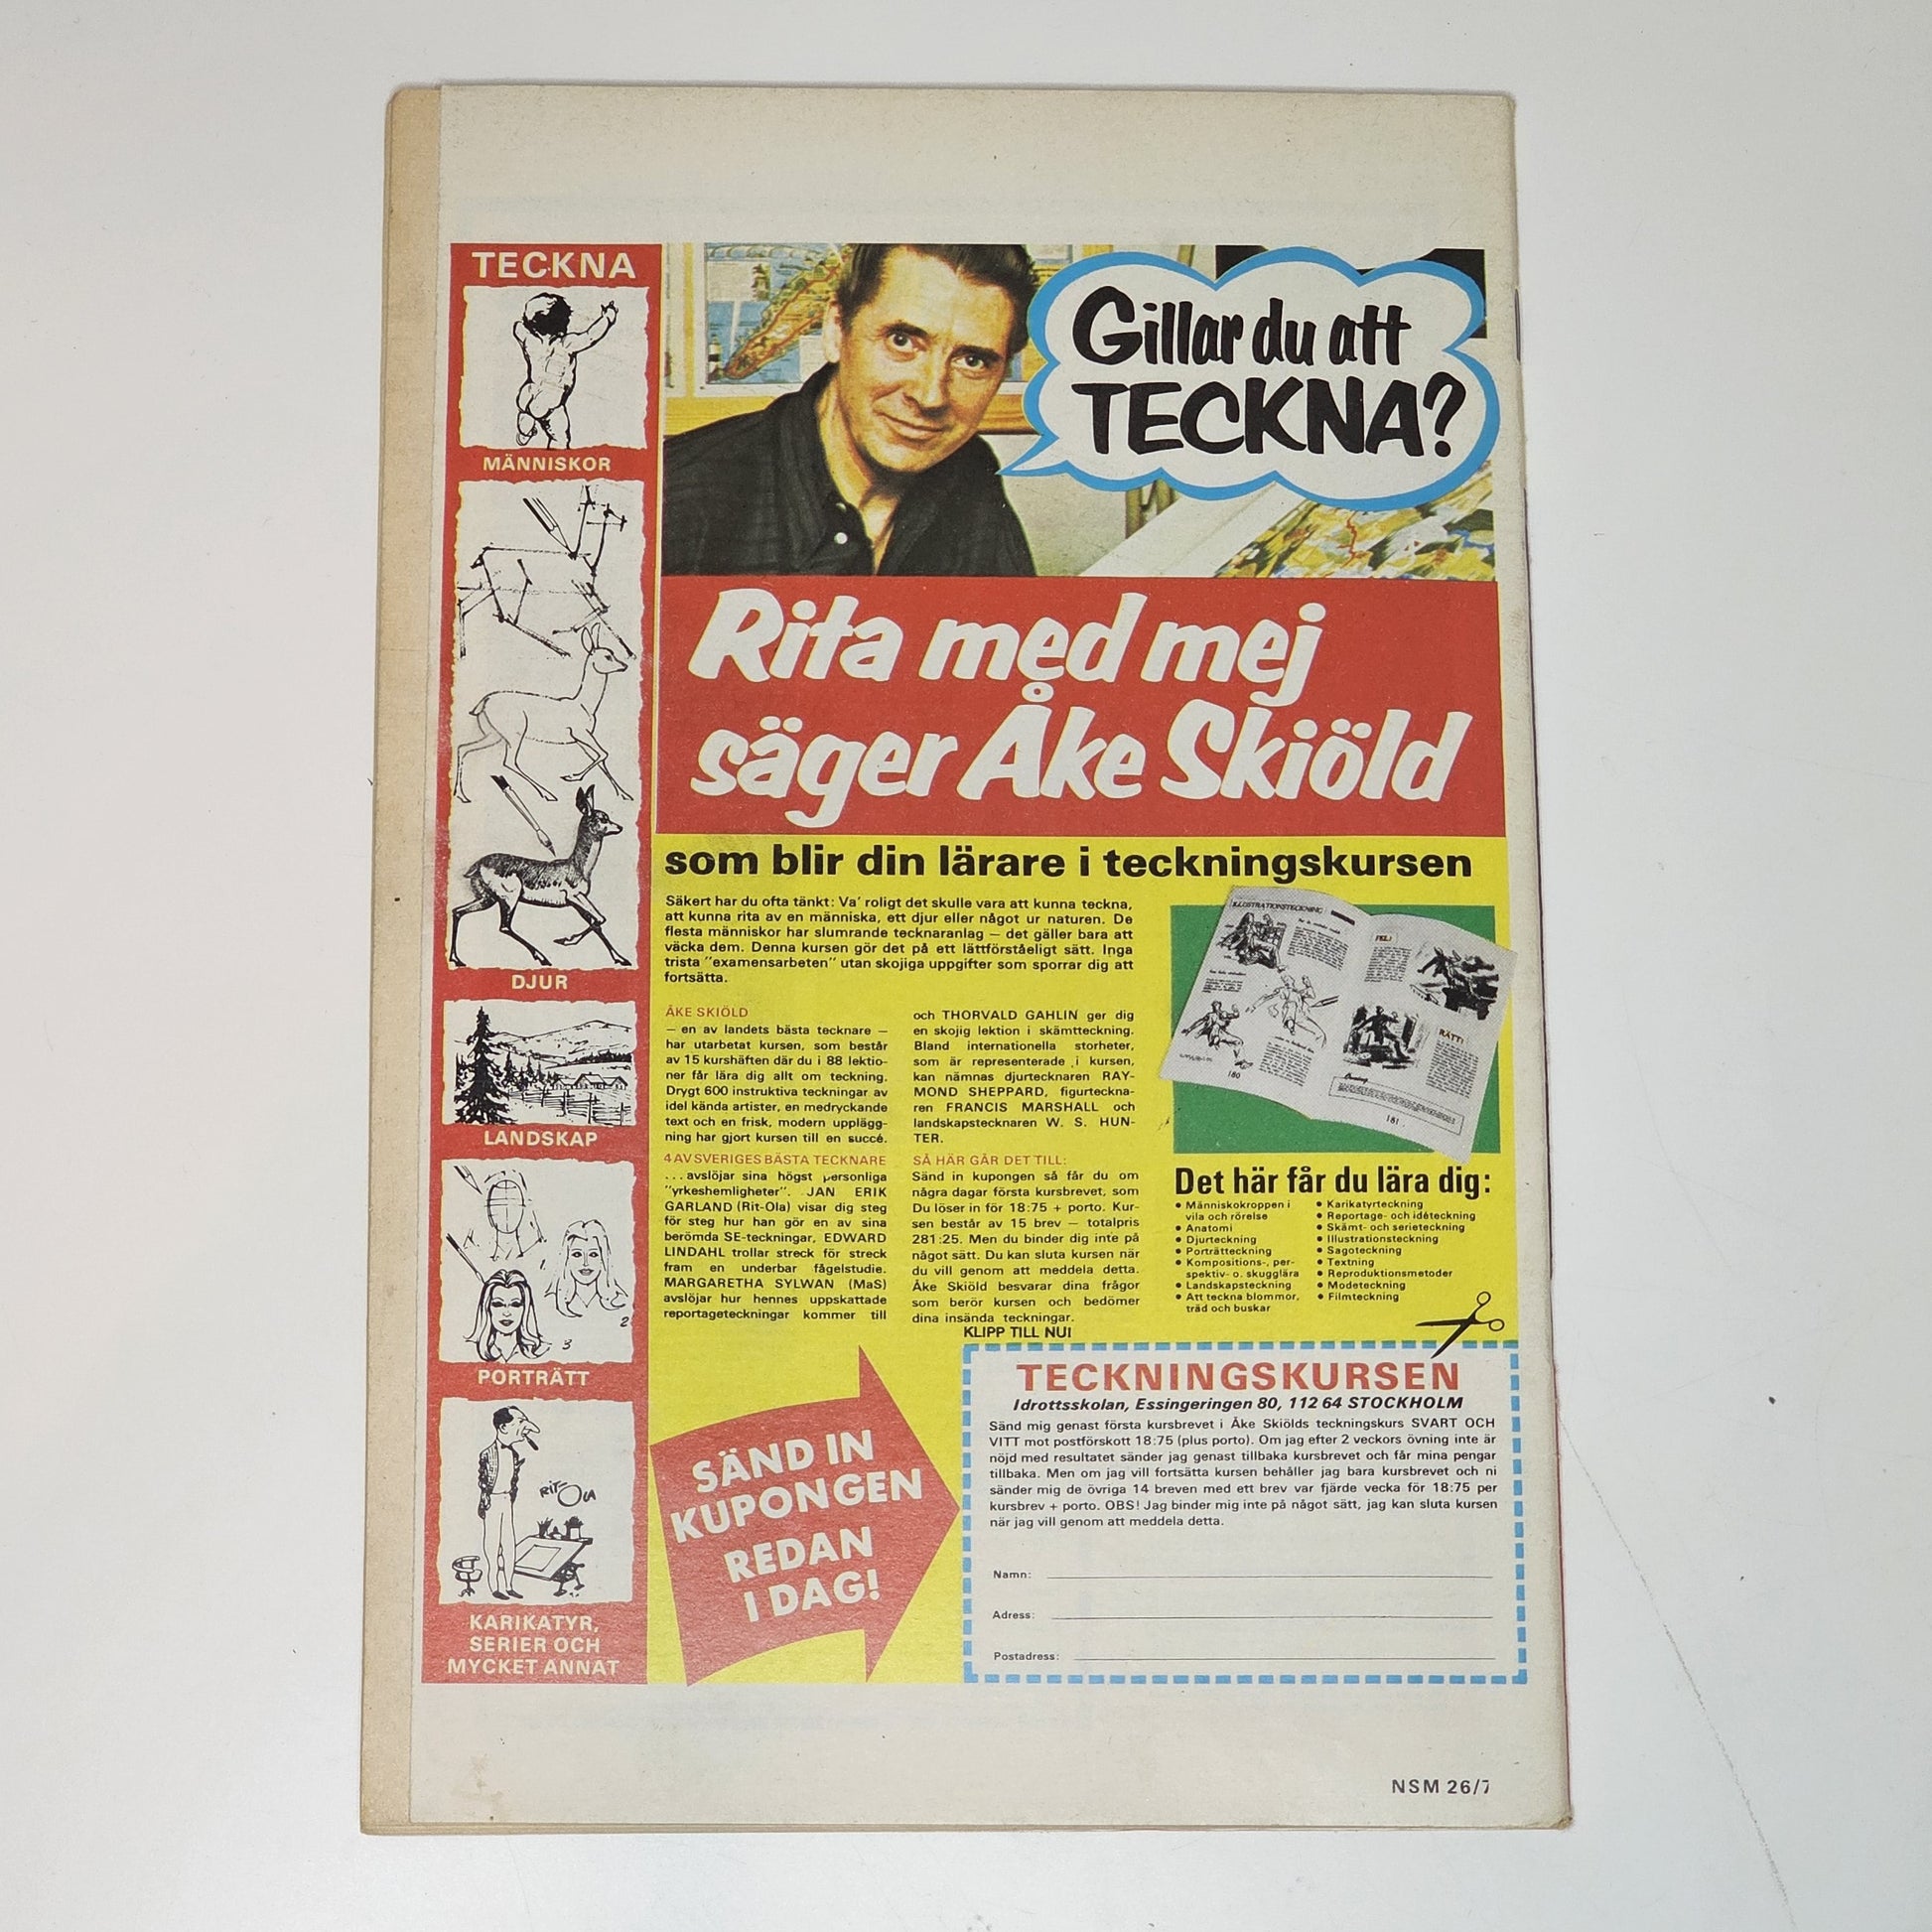 TECKNA
MÄNNISKOR
DJUR
LANDSKAP
1.
2
3
PORTRÄTT
RIT-OLA
KARIKATYR,
SERIER OCH
MYCKET ANNAT
Gillar du att
TECKNA?
Rita med mej
säger Åke Skiöld
som blir din lärare i teckningskursen
Säkert har du ofta tänkt: Va' roligt det skulle vara att kunna teckna,
att kunna rita av en människa, ett djur eller något ur naturen. De
flesta människor har slumrande tecknaranlag — det gäller bara att
väcka dem. Denna kursen gör det på ett lättförståeligt sätt. Inga
trista "examensarbeten" utan skojiga uppgifter som sporrar dig att
fortsätta.
ÅKE SKIÖLD
— en av landets bästa tecknare —
har utarbetat kursen, som består
av 15 kurshäften där du i 88 lektio-
ner får lära dig allt om teckning.
Drygt 600 instruktiva teckningar av
idel kända artister, en medryckande
text och en frisk, modern upplägg-
ning har gjort kursen till en succé.
4 AV SVERIGES BÄSTA TECKNARE
. . . avslöjar sina högst personliga
"yrkeshemligheter". JAN ERIK
GARLAND (Rit-Ola) visar dig steg
för steg hur han gör en av sina
berömda SE-teckningar, EDWARD
LINDAHL trollar streck för streck
fram en underbar fågelstudie.
MARGARETHA SYLWAN (MaS)
avslöjar hur hennes uppskattade
reportageteckningar kommer till
och THORVALD GAHLIN ger dig
en skojig lektion i skämtteckning.
Bland internationella storheter,
som är representerade i kursen,
kan nämnas djurtecknaren RAY-
MOND SHEPPARD, figurteckna-
ren FRANCIS MARSHALL och
landskapstecknaren W. S. HUN-
TER.
SÅ HÄR GÅR DET TILL:
Sänd in kupongen så får du om
några dagar första kursbrevet, som
Du löser in för 18:75 + porto. Kur-
sen består av 15 brev — totalpris
281:25. Men du binder dig inte på
något sätt. Du kan sluta kursen när
du vill genom att meddela detta.
Åke Skiöld besvarar dina frågor
som berör kursen och bedömer
dina insända teckningar.
ILLUSTRATIONSTECKNING
FEL!
RÄTT!
180
181
Det här får du lära dig:
• Människokroppen i
vila och rörelse
• Anatomi
• Djurteckning
• Porträtteckning
• Kompositions-, per-
spektiv- o. skugglära
• Landskapsteckning
• Att teckna blommor,
träd och buskar
• Karikatyrteckning
• Reportage- och idéteckning
• Skämt- och serieteckning
• Illustrationsteckning
• Sagoteckning
• Textning
• Reproduktionsmetoder
• Modeteckning
• Filmteckning
KLIPP TILL NU!
SÄND IN
KUPONGEN
REDAN
I DAG!
TECKNINGSKURSEN
Idrottsskolan, Essingeringen 80, 112 64 STOCKHOLM
Sänd mig genast första kursbrevet i Åke Skiölds teckningskurs SVART OCH
VITT mot postförskott 18:75 (plus porto). Om jag efter 2 veckors övning inte är
nöjd med resultatet sänder jag genast tillbaka kursbrevet och får mina pengar
tillbaka. Men om jag vill fortsätta kursen behåller jag bara kursbrevet och ni
sänder mig de övriga 14 breven med ett brev var fjärde vecka för 18:75 per
kursbrev + porto. OBS! Jag binder mig inte på något sätt, jag kan sluta kursen
när jag vill genom att meddela detta.
Namn:
Adress:
Postadress:
NSM 26/7